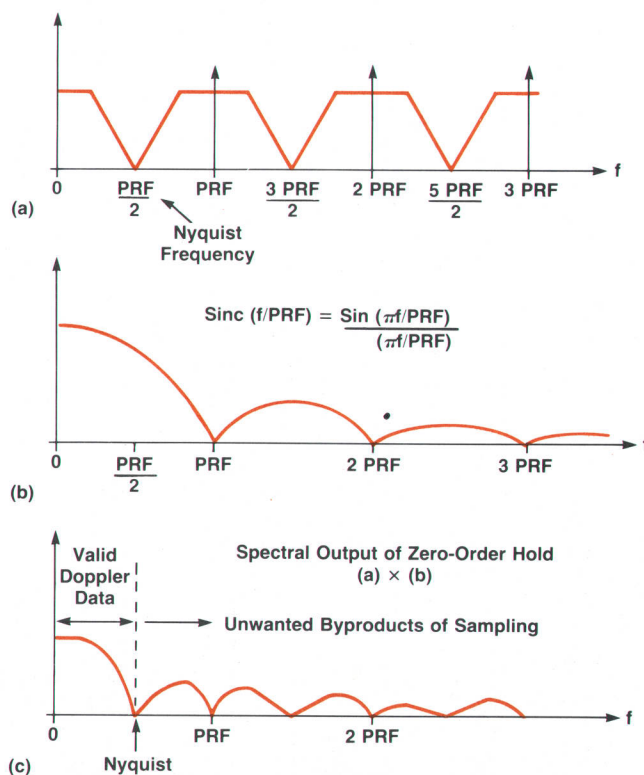 0
PRF
2
PRF
3 PRF
2
2 PRF
5 PRF
2
3 PRF
f
(a)
Nyquist
Frequency
Sinc (f/PRF) = Sin (πf/PRF)
(πf/PRF)
0
PRF
2
PRF
2 PRF
3 PRF
(b)
Valid
Doppler
Data
Spectral Output of Zero-Order Hold
(a) × (b)
Unwanted Byproducts of Sampling
0
PRF
2 PRF
f
(c)
Nyquist